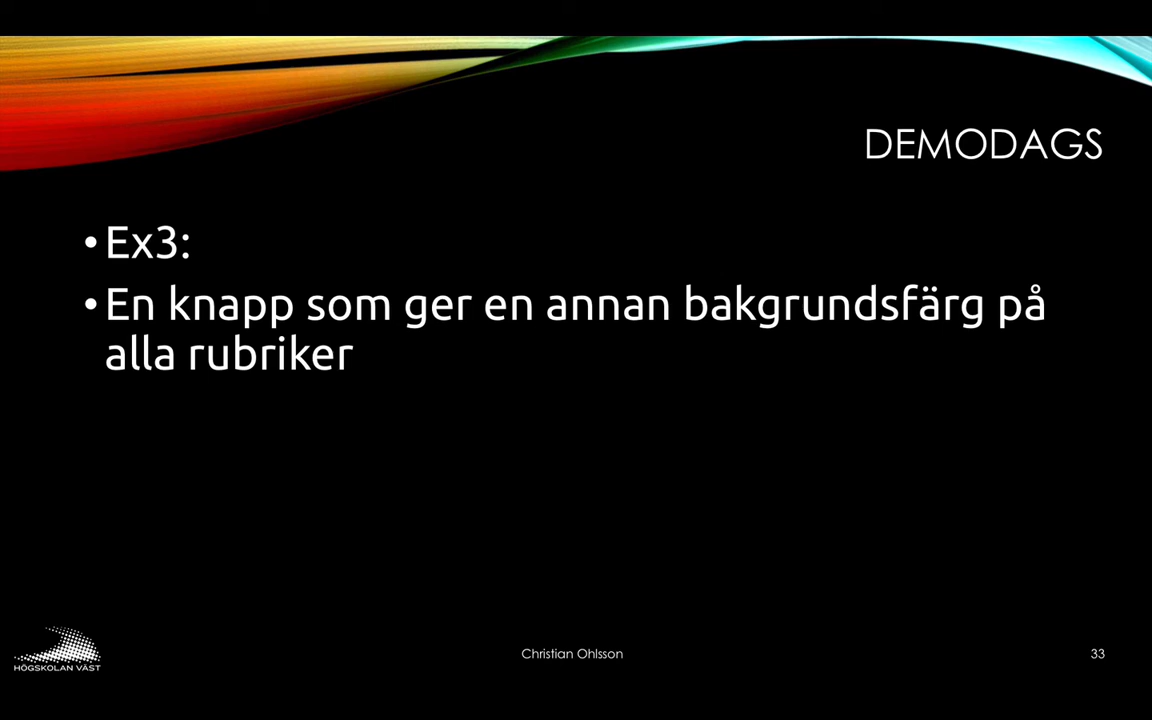 DEMODAGS
•Ex3:
•En knapp som ger en annan bakgrundsfärg på
alla rubriker
HÖGSKOLAN VÄST
Christian Ohlsson
33